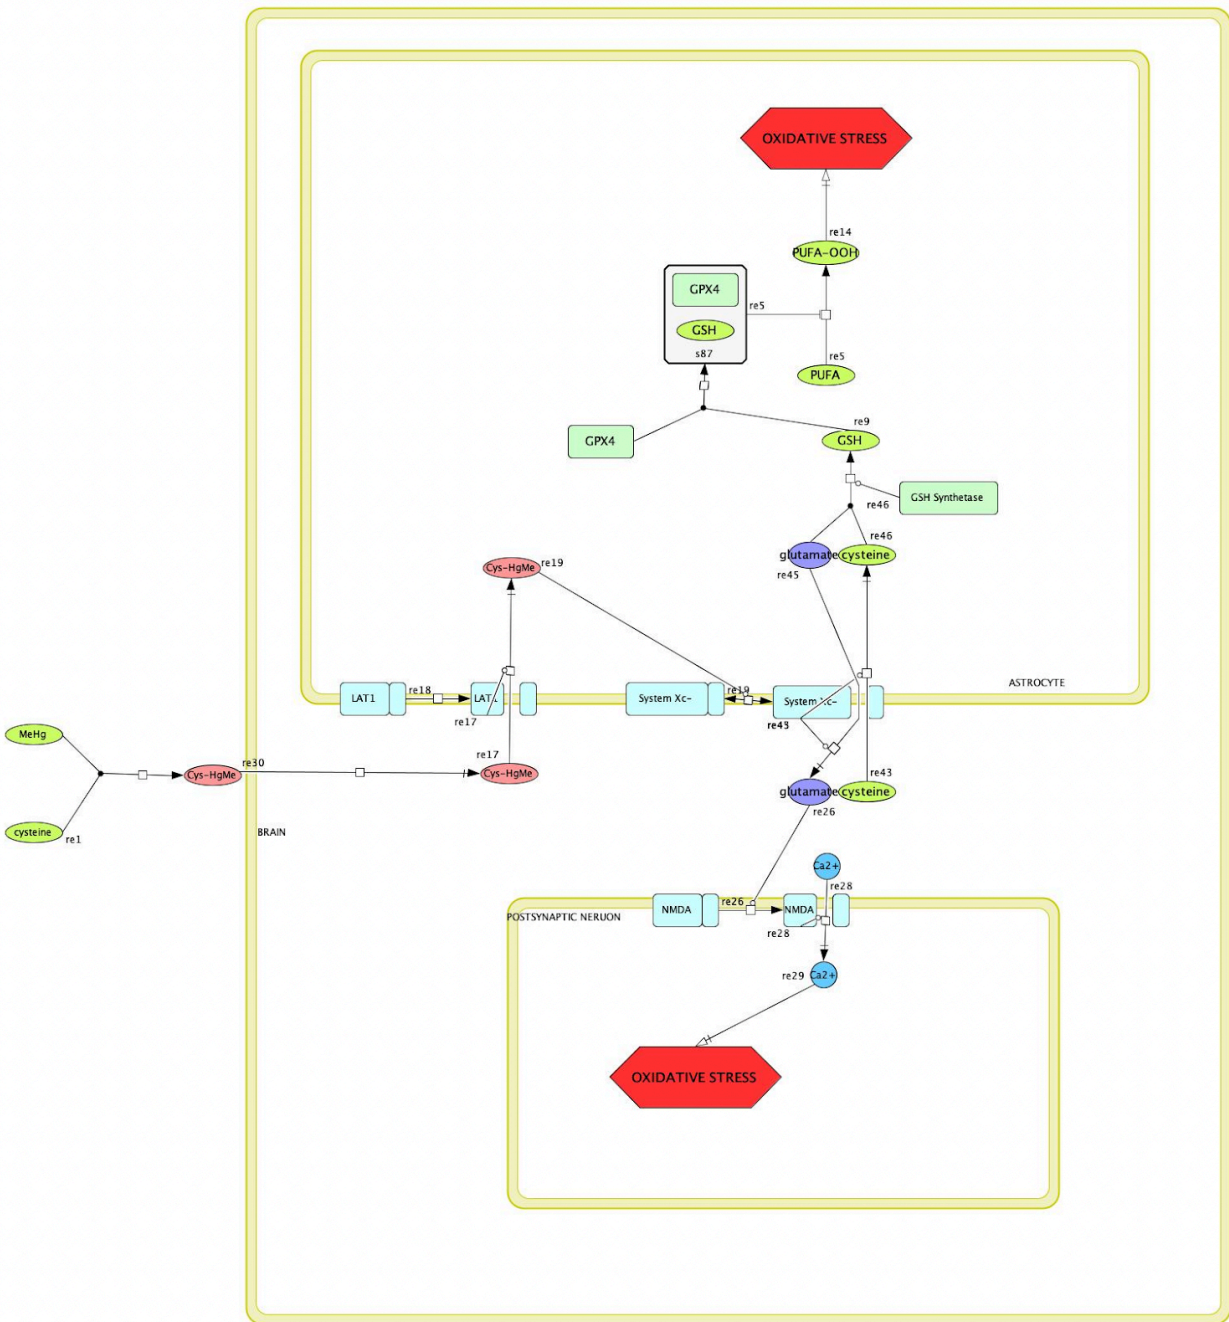 OXIDATIVE STRESS
re14
PUFA-OOH
GPX4
re5
GSH
s87
re5
PUFA
re9
GPX4
GSH
GSH Synthetase
re46
re46
glutamate
cysteine
re19
Cys-HgMe
re45
ASTROCYTE
LAT1
re18
LAT1
System Xc-
re19
System Xc-
re17
re43
MeHg
re17
re30
Cys-HgMe
Cys-HgMe
re43
glutamate
cysteine
re26
cysteine
re1
BRAIN
Ca2+
re28
NMDA
re26
NMDA
POSTSYNAPTIC NERUON
re28
re29
Ca2+
OXIDATIVE STRESS